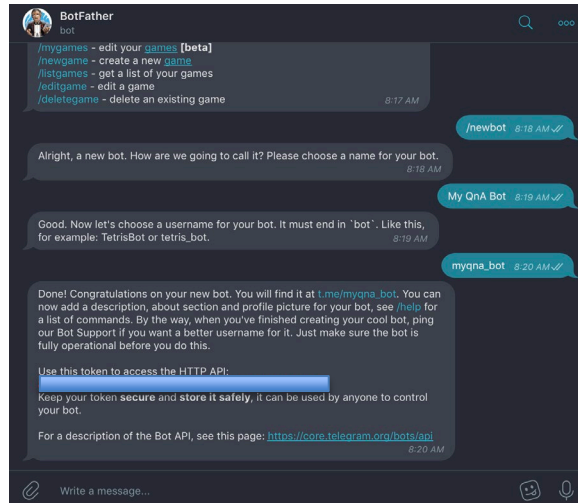 BotFather
bot
/mygames - edit your games [beta]
/newgame - create a new game
/listgames - get a list of your games
/editgame - edit a game
/deletegame - delete an existing game
8:17 AM
/newbot 8:18 AM
Alright, a new bot. How are we going to call it? Please choose a name for your bot.
8:18 AM
My QnA Bot 8:19 AM
Good. Now let's choose a username for your bot. It must end in `bot`. Like this,
for example: TetrisBot or tetris_bot.
8:19 AM
myqna_bot 8:20 AM
Done! Congratulations on your new bot. You will find it at t.me/myqna_bot. You can
now add a description, about section and profile picture for your bot, see /help for
a list of commands. By the way, when you've finished creating your cool bot, ping
our Bot Support if you want a better username for it. Just make sure the bot is
fully operational before you do this.
Use this token to access the HTTP API:
Keep your token secure and store it safely, it can be used by anyone to control
your bot.
For a description of the Bot API, see this page: https://core.telegram.org/bots/api
8:20 AM
Write a message...